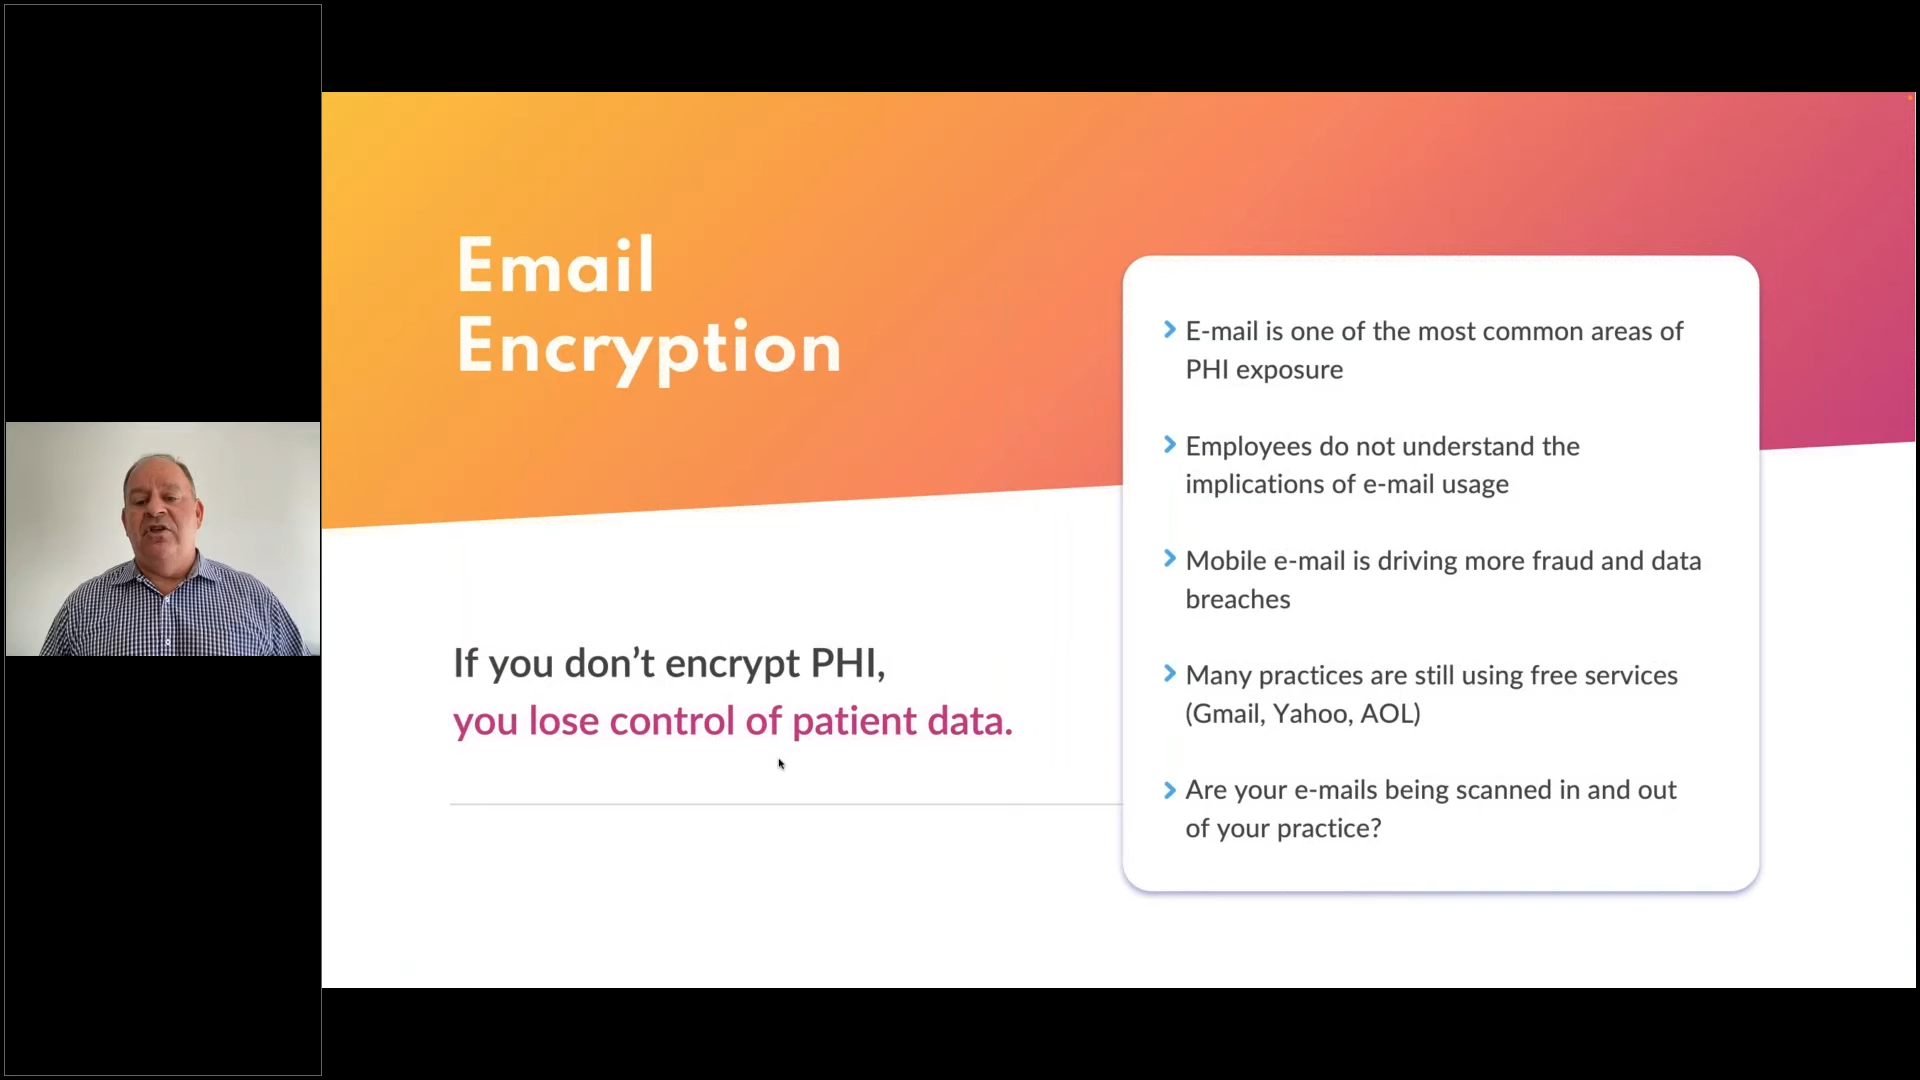 Email
Encryption
If you don’t encrypt PHI,
you lose control of patient data.
E-mail is one of the most common areas of
PHI exposure
Employees do not understand the
implications of e-mail usage
Mobile e-mail is driving more fraud and data
breaches
Many practices are still using free services
(Gmail, Yahoo, AOL)
Are your e-mails being scanned in and out
of your practice?